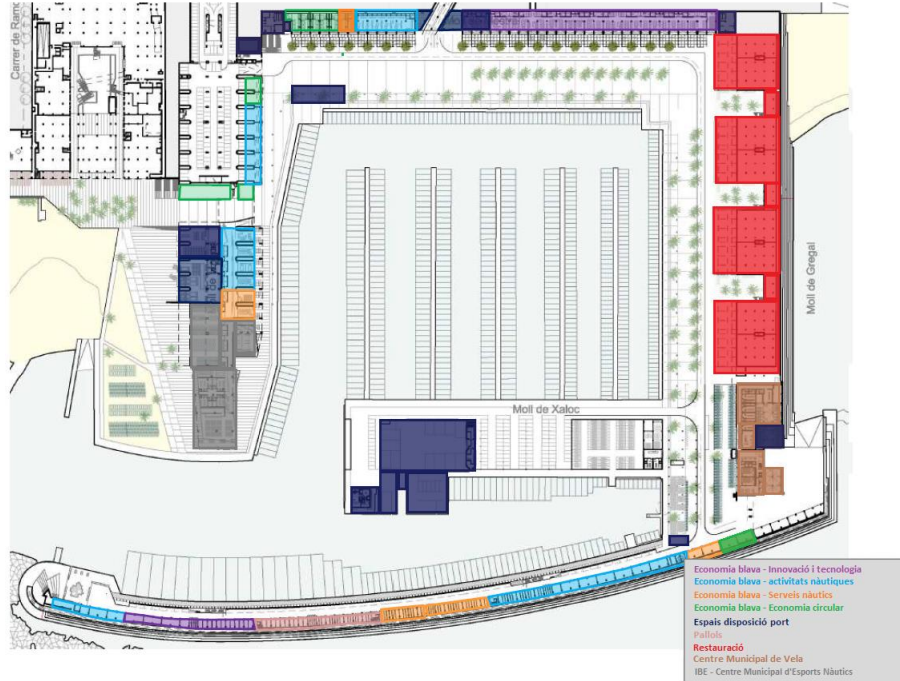 Carrer de Ramo
Moll de Gregal
Moll de Xaloc
Economia blava - Innovació i tecnologia
Economia blava - activitats nàutiques
Economia blava - Serveis nàutics
Economia blava - Economia circular
Espais disposició port
Pallols
Restauració
Centre Municipal de Vela
IBE - Centre Municipal d'Esports Nàutics